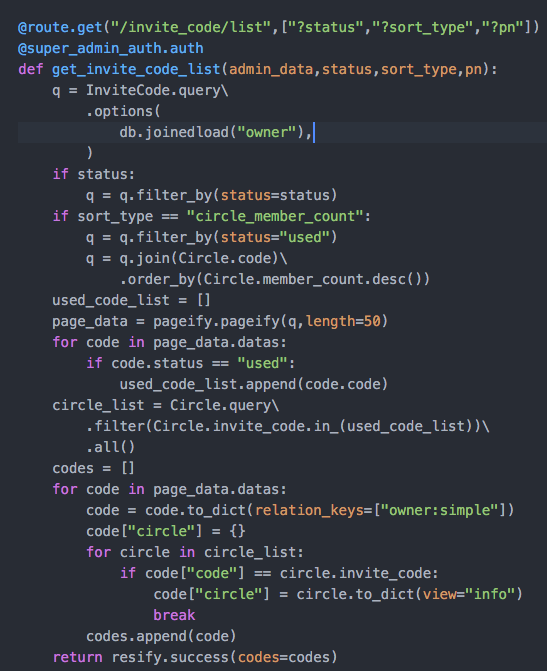 @route.get("/invite_code/list",["?status","?sort_type","?pn"])
@super_admin_auth.auth
def get_invite_code_list(admin_data,status,sort_type,pn):
    q = InviteCode.query\
        .options(
            db.joinedload("owner"),
        )
    if status:
        q = q.filter_by(status=status)
    if sort_type == "circle_member_count":
        q = q.filter_by(status="used")
        q = q.join(Circle.code)\
            .order_by(Circle.member_count.desc())
    used_code_list = []
    page_data = pageify.pageify(q,length=50)
    for code in page_data.datas:
        if code.status == "used":
            used_code_list.append(code.code)
    circle_list = Circle.query\
        .filter(Circle.invite_code.in_(used_code_list))\
        .all()
    codes = []
    for code in page_data.datas:
        code = code.to_dict(relation_keys=["owner:simple"])
        code["circle"] = {}
        for circle in circle_list:
            if code["code"] == circle.invite_code:
                code["circle"] = circle.to_dict(view="info")
                break
        codes.append(code)
    return resify.success(codes=codes)